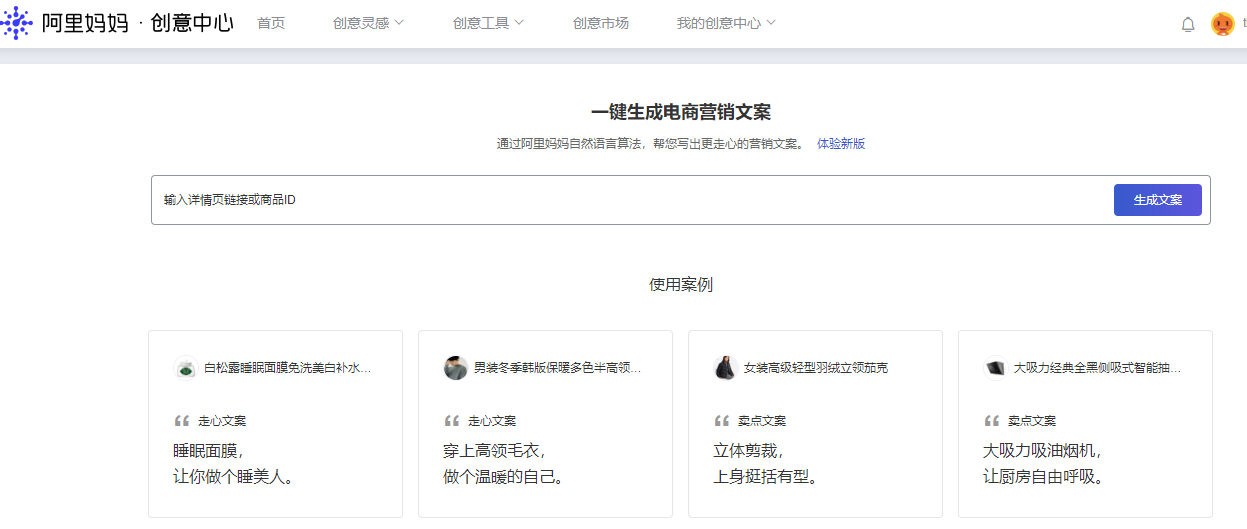 阿里妈妈 · 创意中心 首页 创意灵感 创意工具 创意市场 我的创意中心 t
一键生成电商营销文案
通过阿里妈妈自然语言算法，帮您写出更走心的营销文案。 体验新版
输入详情页链接或商品ID 生成文案
使用案例
白松露睡眠面膜免洗美白补水...
走心文案
睡眠面膜，
让你做个睡美人。
男装冬季韩版保暖多色半高领...
走心文案
穿上高领毛衣，
做个温暖的自己。
女装高级轻型羽绒立领茄克
卖点文案
立体剪裁，
上身挺括有型。
大吸力经典全黑侧吸式智能抽...
卖点文案
大吸力吸油烟机，
让厨房自由呼吸。